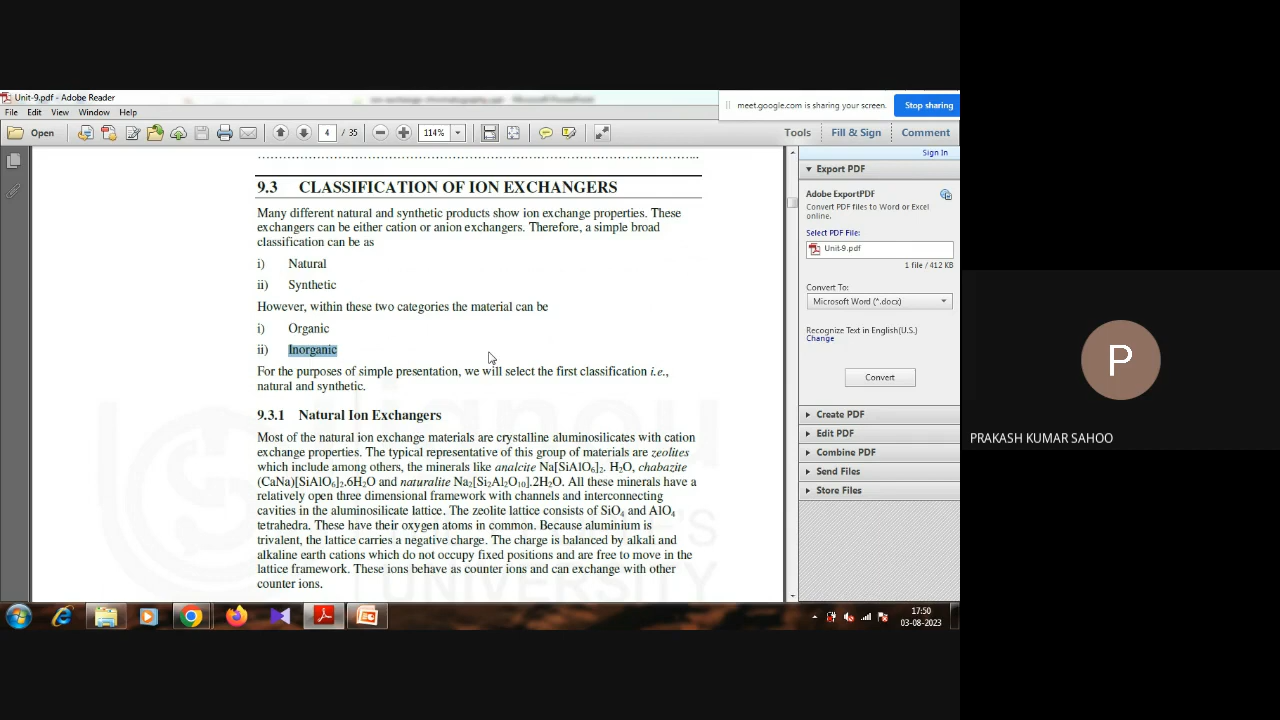 Unit-9.pdf - Adobe Reader
meet.google.com is sharing your screen.
Stop sharing
File Edit View Window Help
Open
4 / 35
114%
Tools
Fill & Sign
Comment
Sign In
9.3 CLASSIFICATION OF ION EXCHANGERS
Many different natural and synthetic products show ion exchange properties. These
exchangers can be either cation or anion exchangers. Therefore, a simple broad
classification can be as
i) Natural
ii) Synthetic
However, within these two categories the material can be
i) Organic
ii) Inorganic
For the purposes of simple presentation, we will select the first classification i.e.,
natural and synthetic.
9.3.1 Natural Ion Exchangers
Most of the natural ion exchange materials are crystalline aluminosilicates with cation
exchange properties. The typical representative of this group of materials are zeolites
which include among others, the minerals like analcite Na[SiAlO₆]₂. H₂O, chabazite
(CaNa)[SiAlO₆]₂.6H₂O and naturalite Na₂[Si₂Al₂O₁₀].2H₂O. All these minerals have a
relatively open three dimensional framework with channels and interconnecting
cavities in the aluminosilicate lattice. The zeolite lattice consists of SiO₄ and AlO₄
tetrahedra. These have their oxygen atoms in common. Because aluminium is
trivalent, the lattice carries a negative charge. The charge is balanced by alkali and
alkaline earth cations which do not occupy fixed positions and are free to move in the
lattice framework. These ions behave as counter ions and can exchange with other
counter ions.
ignou
UNIVERSITY
Export PDF
Adobe ExportPDF
Convert PDF files to Word or Excel
online.
Select PDF File:
Unit-9.pdf
1 file / 412 KB
Convert To:
Microsoft Word (*.docx)
Recognize Text in English(U.S.)
Change
Convert
Create PDF
Edit PDF
Combine PDF
Send Files
Store Files
17:50
03-08-2023
P
PRAKASH KUMAR SAHOO